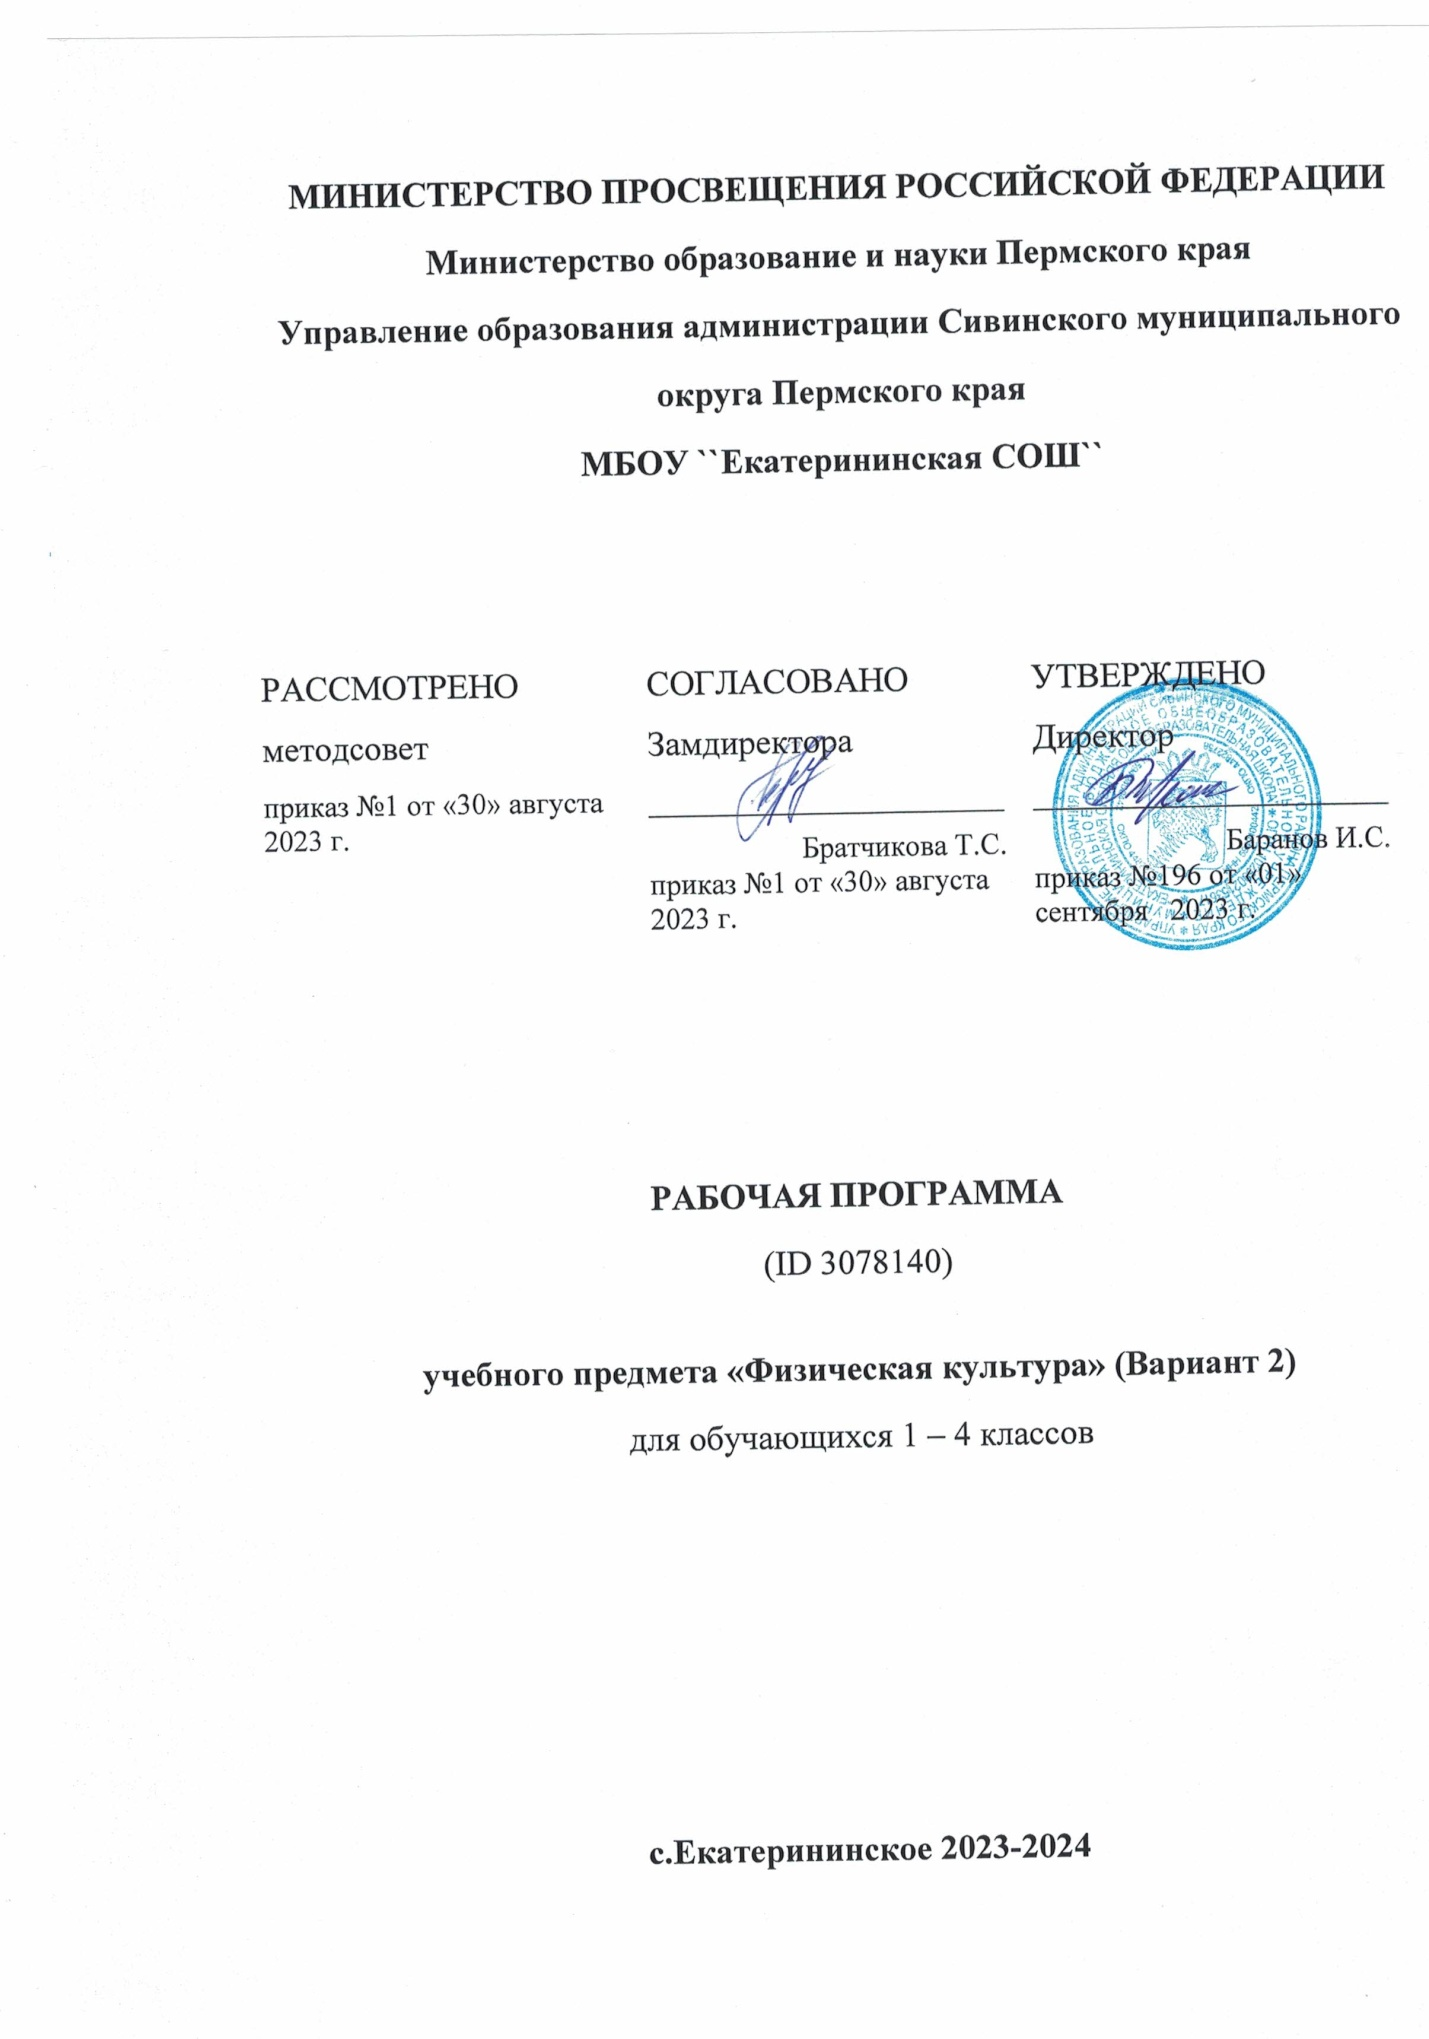 МИНИСТЕРСТВО ПРОСВЕЩЕНИЯ РОССИЙСКОЙ ФЕДЕРАЦИИ
Министерство образование и науки Пермского края
Управление образования администрации Сивинского муниципального
округа Пермского края
МБОУ ``Екатерининская СОШ``
РАССМОТРЕНО
методсовет
приказ №1 от «30» августа
2023 г.
СОГЛАСОВАНО
Замдиректора
Братчикова Т.С.
приказ №1 от «30» августа
2023 г.
УТВЕРЖДЕНО
Директор
Баранов И.С.
приказ №196 от «01»
сентября 2023 г.
РАБОЧАЯ ПРОГРАММА
(ID 3078140)
учебного предмета «Физическая культура» (Вариант 2)
для обучающихся 1 – 4 классов
с.Екатерининское 2023-2024